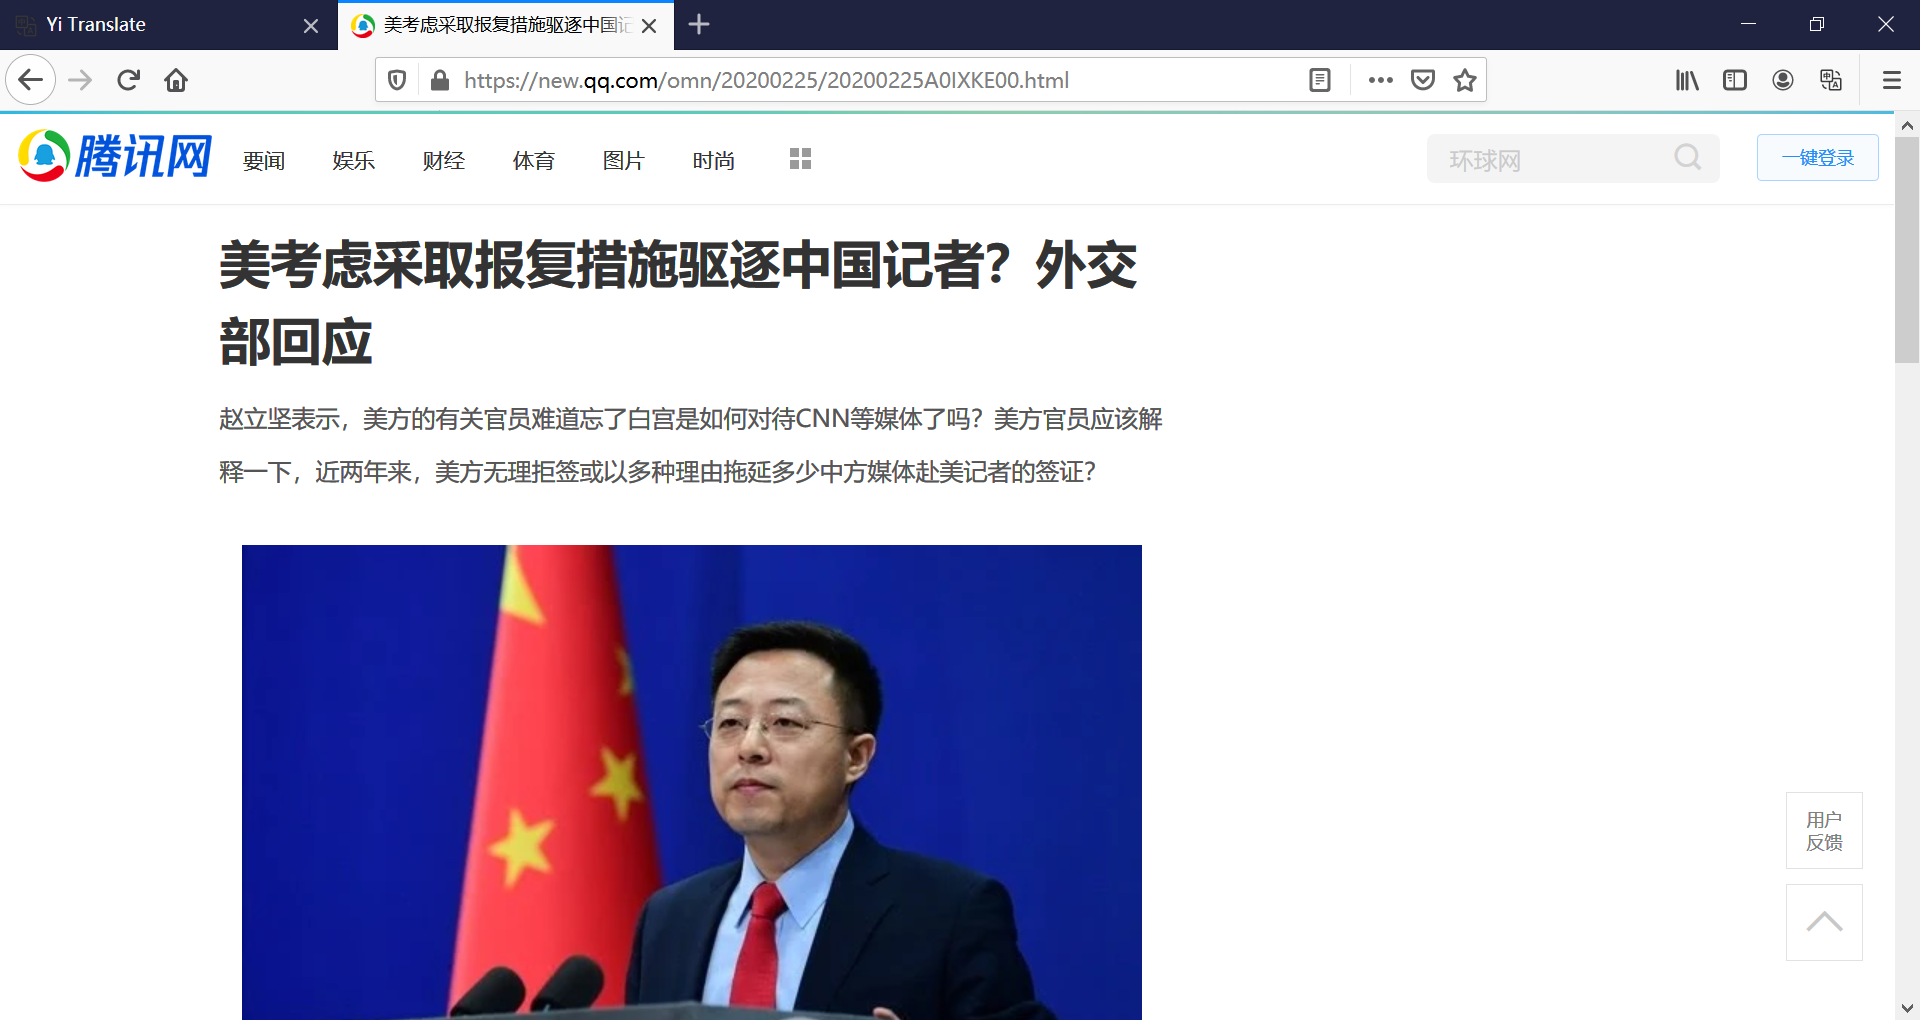 Yi Translate
美考虑采取报复措施驱逐中国记
https://new.qq.com/omn/20200225/20200225A0IXKE00.html
腾讯网
要闻 娱乐 财经 体育 图片 时尚
环球网
一键登录
美考虑采取报复措施驱逐中国记者？外交
部回应
赵立坚表示，美方的有关官员难道忘了白宫是如何对待CNN等媒体了吗？美方官员应该解
释一下，近两年来，美方无理拒签或以多种理由拖延多少中方媒体赴美记者的签证？
用户
反馈